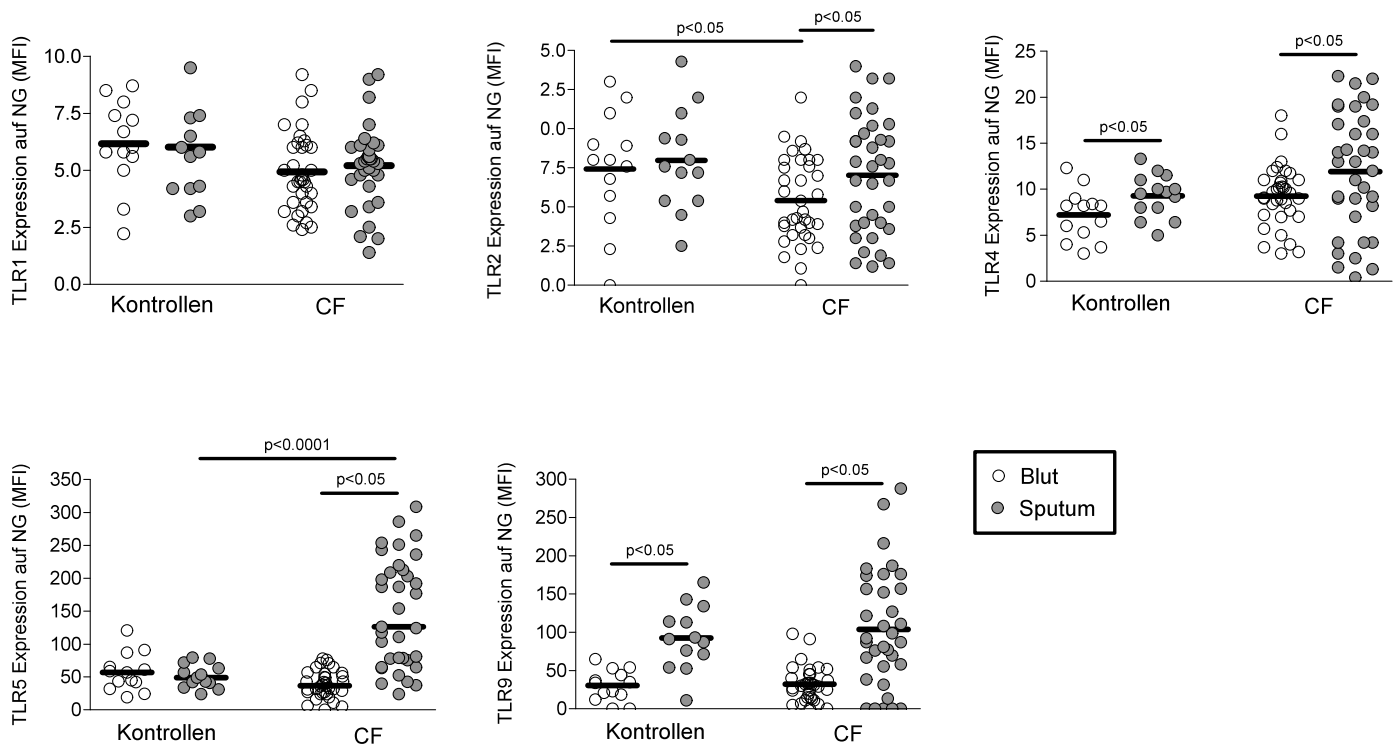 TLR1 Expression auf NG (MFI)
10.0
7.5
5.0
2.5
0.0
Kontrollen
CF
TLR2 Expression auf NG (MFI)
5.0
2.5
0.0
7.5
5.0
2.5
0.0
p<0.05
p<0.05
Kontrollen
CF
TLR4 Expression auf NG (MFI)
25
20
15
10
5
0
p<0.05
p<0.05
Kontrollen
CF
TLR5 Expression auf NG (MFI)
350
300
250
200
150
100
50
0
p<0.0001
p<0.05
Kontrollen
CF
TLR9 Expression auf NG (MFI)
300
250
200
150
100
50
0
p<0.05
p<0.05
Kontrollen
CF
Blut
Sputum